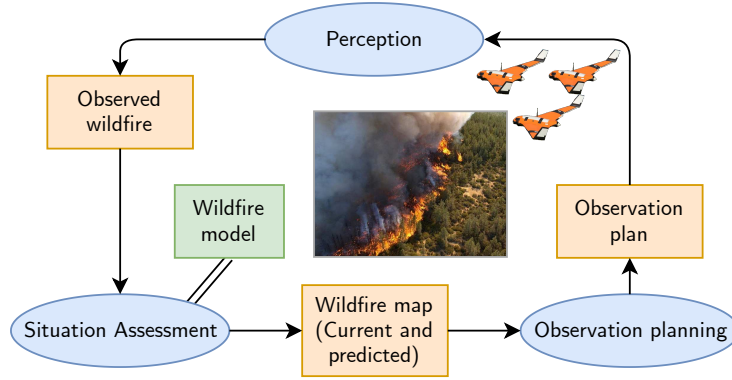 Perception
Observed
wildfire
Wildfire
model
Observation
plan
Situation Assessment
Wildfire map
(Current and
predicted)
Observation planning